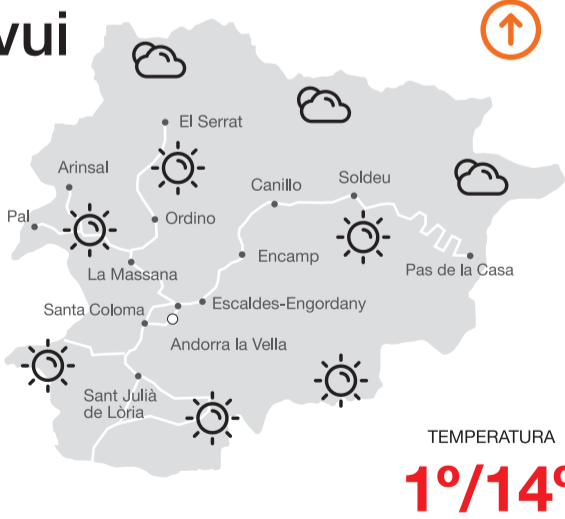 vui
El Serrat
Arinsal
Canillo
Soldeu
Pal
Ordino
Encamp
Pas de la Casa
La Massana
Santa Coloma
Escaldes-Engordany
Andorra la Vella
Sant Julià
de Lòria
TEMPERATURA
1º/14º